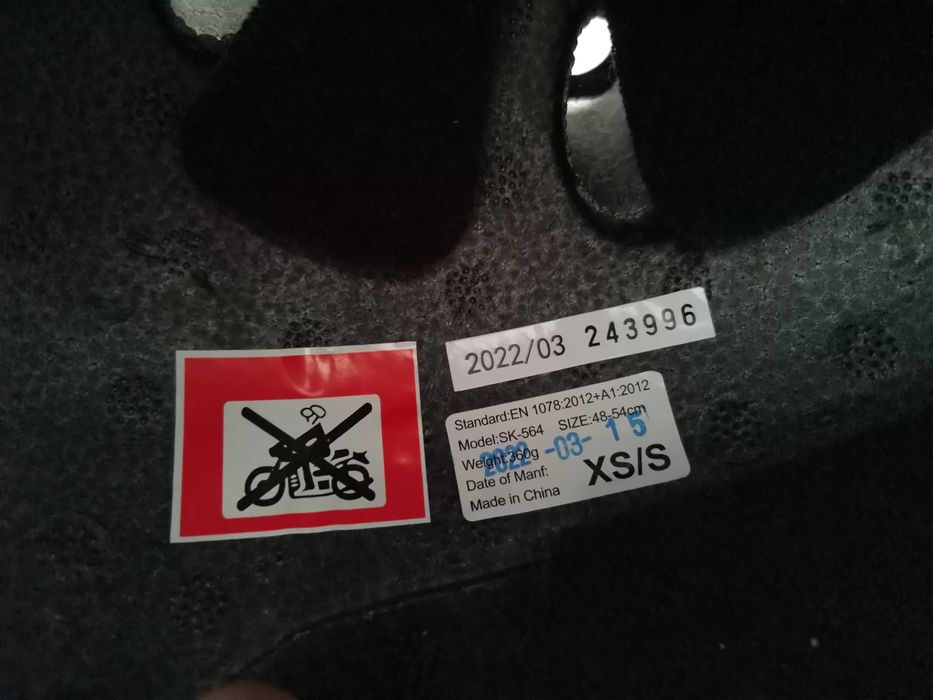 2022/03 243996
Standard:EN 1078:2012+A1:2012
Model:SK-564 SIZE:48-54cm
Weight:360g
2022 -03- 15
Date of Manf:
XS/S
Made in China